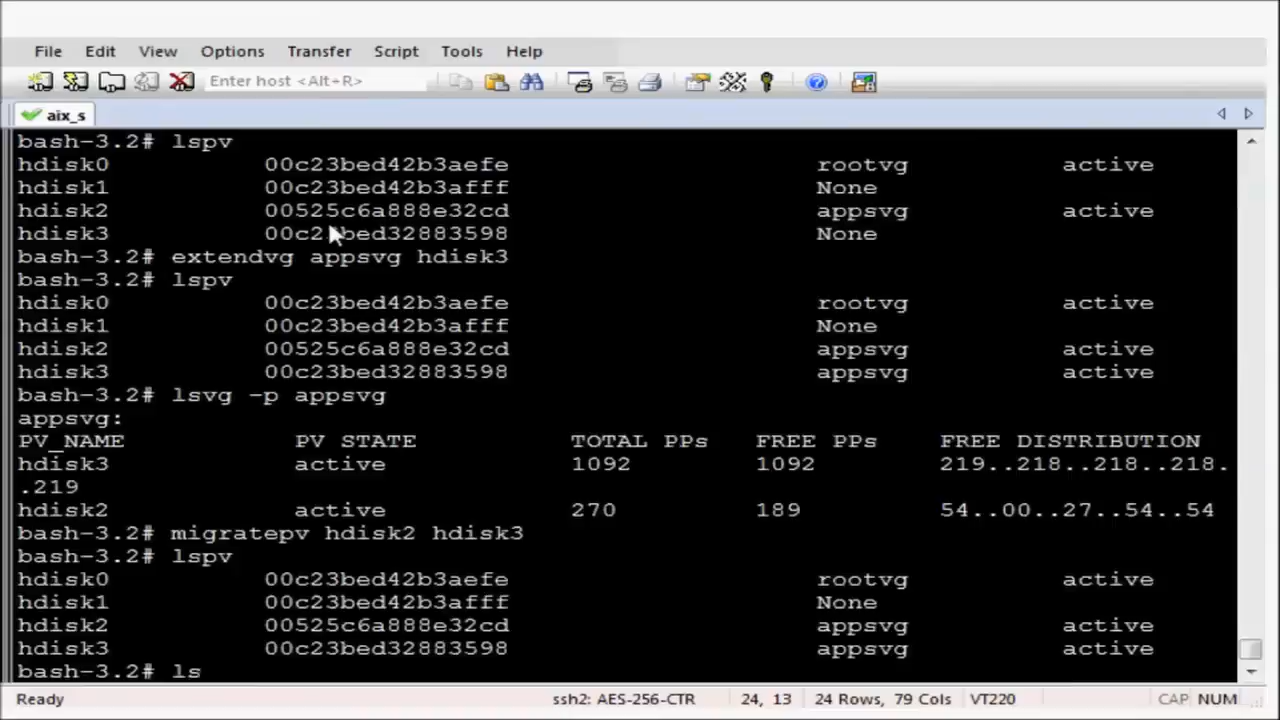 File Edit View Options Transfer Script Tools Help
Enter host <Alt+R>
aix_s
bash-3.2# lspv
hdisk0 00c23bed42b3aefe rootvg active
hdisk1 00c23bed42b3afff None
hdisk2 00525c6a888e32cd appsvg active
hdisk3 00c23bed32883598 None
bash-3.2# extendvg appsvg hdisk3
bash-3.2# lspv
hdisk0 00c23bed42b3aefe rootvg active
hdisk1 00c23bed42b3afff None
hdisk2 00525c6a888e32cd appsvg active
hdisk3 00c23bed32883598 appsvg active
bash-3.2# lsvg -p appsvg
appsvg:
PV_NAME PV STATE TOTAL PPs FREE PPs FREE DISTRIBUTION
hdisk3 active 1092 1092 219..218..218..218.
.219
hdisk2 active 270 189 54..00..27..54..54
bash-3.2# migratepv hdisk2 hdisk3
bash-3.2# lspv
hdisk0 00c23bed42b3aefe rootvg active
hdisk1 00c23bed42b3afff None
hdisk2 00525c6a888e32cd appsvg active
hdisk3 00c23bed32883598 appsvg active
bash-3.2# ls
Ready ssh2: AES-256-CTR 24, 13 24 Rows, 79 Cols VT220 CAP NUM